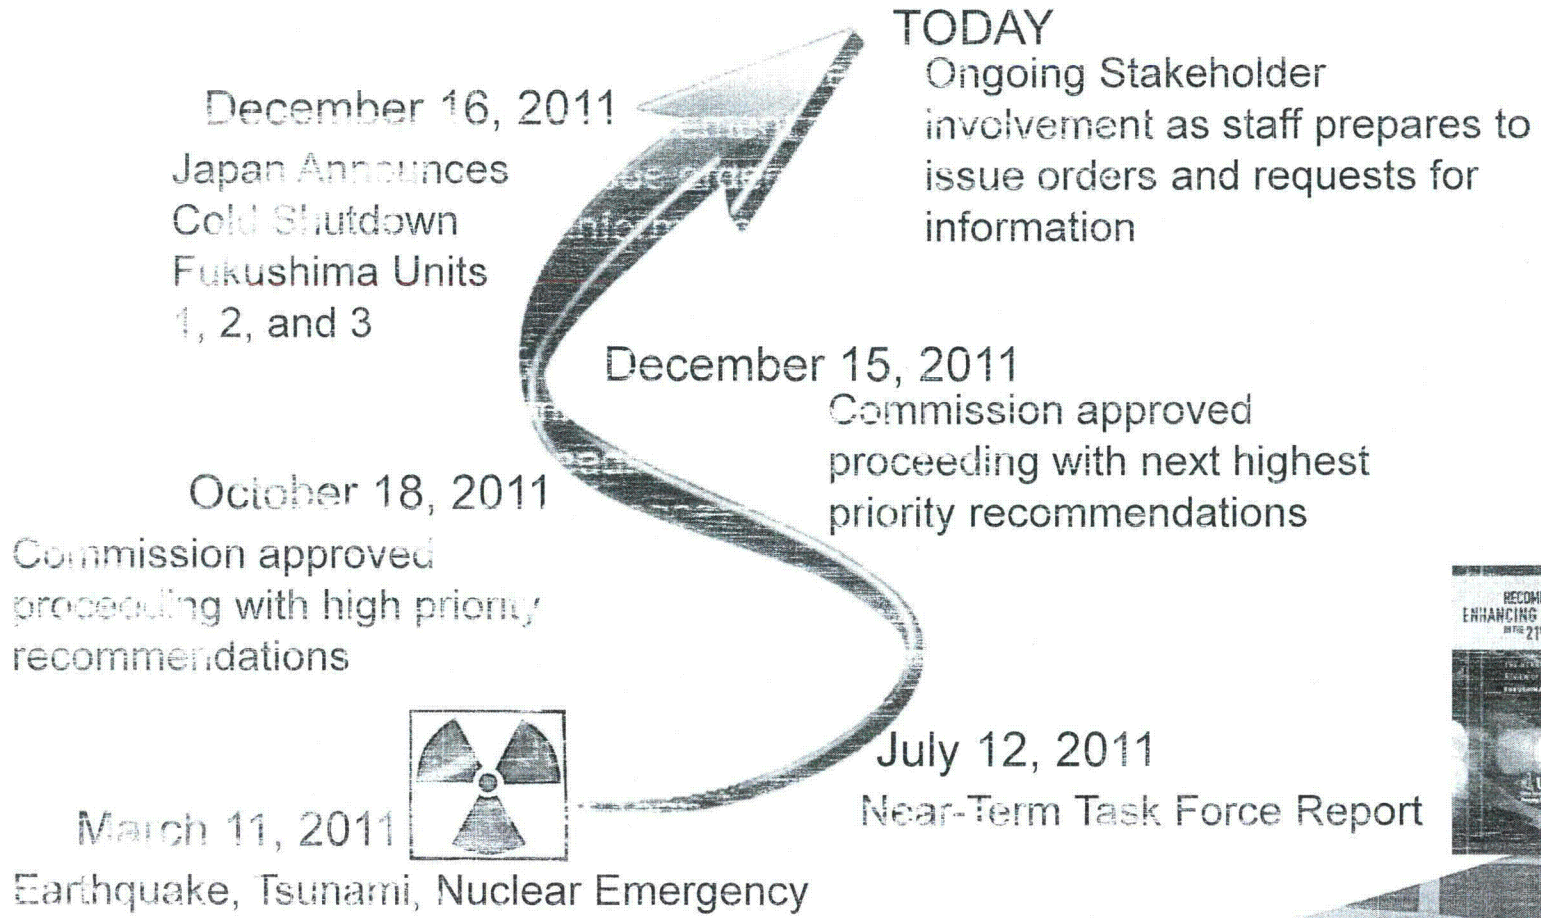 TODAY
Ongoing Stakeholder
involvement as staff prepares to
issue orders and requests for
information
December 16, 2011
Japan Announces
Cold Shutdown
Fukushima Units
1, 2, and 3
December 15, 2011
Commission approved
proceeding with next highest
priority recommendations
October 18, 2011
Commission approved
proceeding with high priority
recommendations
July 12, 2011
Near-Term Task Force Report
March 11, 2011
Earthquake, Tsunami, Nuclear Emergency
ENHANCING